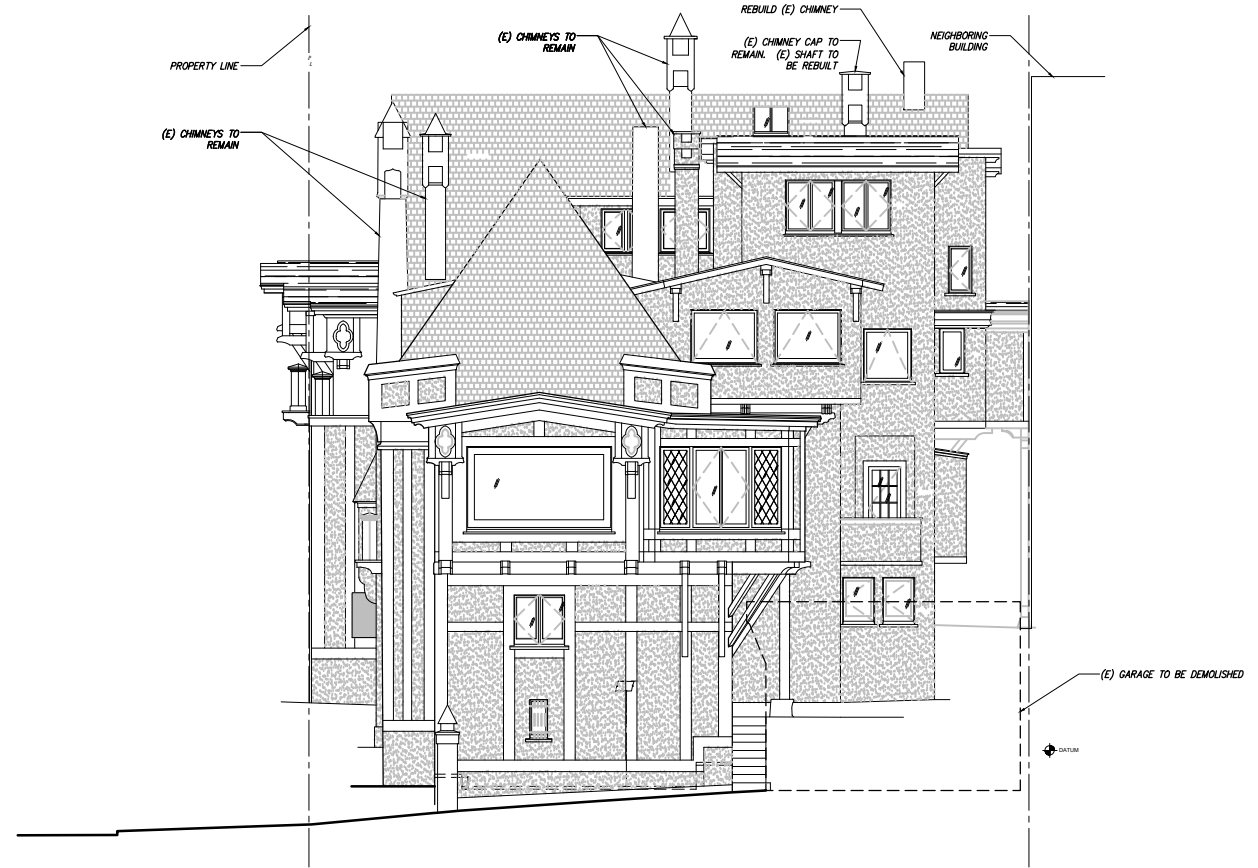 REBUILD (E) CHIMNEY
(E) CHIMNEYS TO
REMAIN
(E) CHIMNEY CAP TO
REMAIN. (E) SHAFT TO
BE REBUILT
NEIGHBORING
BUILDING
PROPERTY LINE
(E) CHIMNEYS TO
REMAIN
(E) GARAGE TO BE DEMOLISHED
DATUM